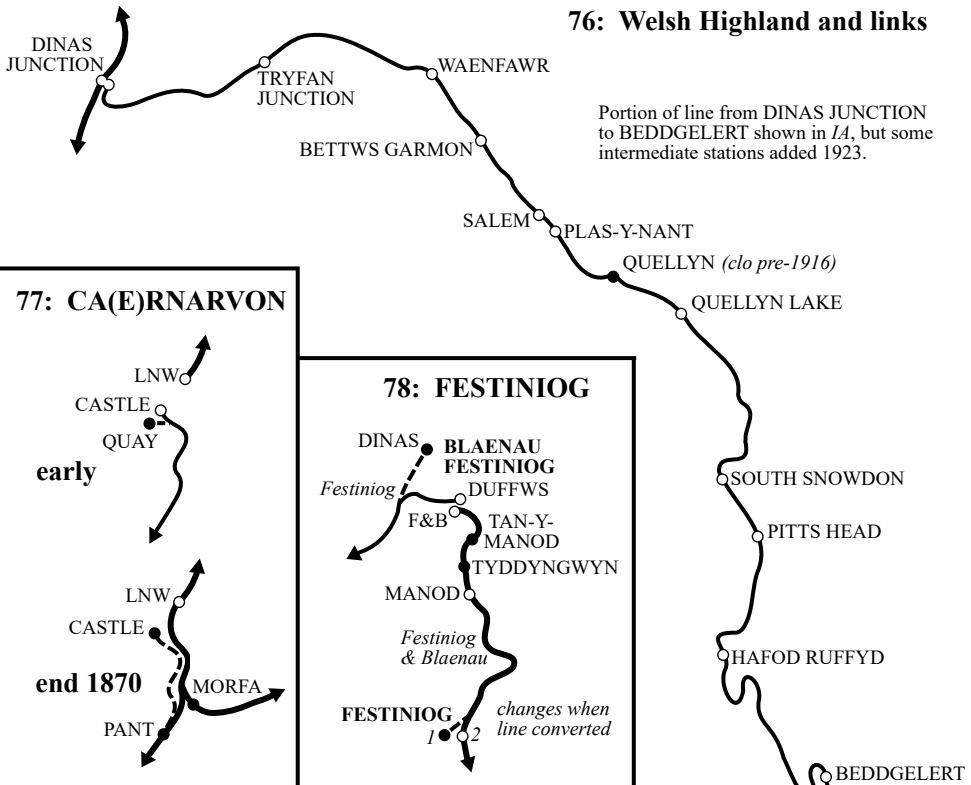 76: Welsh Highland and links
DINAS
JUNCTION
TRYFAN
JUNCTION
WAENFAWR
Portion of line from DINAS JUNCTION
to BEDDGELERT shown in IA, but some
intermediate stations added 1923.
BETTWS GARMON
SALEM
PLAS-Y-NANT
QUELLYN (clo pre-1916)
QUELLYN LAKE
SOUTH SNOWDON
PITTS HEAD
HAFOD RUFFYD
BEDDGELERT
77: CA(E)RNARVON
LNW
CASTLE
QUAY
early
LNW
CASTLE
end 1870
MORFA
PANT
78: FESTINIOG
DINAS
BLAENAU
FESTINIOG
Festiniog
DUFFWS
F&B
TAN-Y-
MANOD
TYDDYNGWYN
MANOD
Festiniog
& Blaenau
FESTINIOG
1
2
changes when
line converted